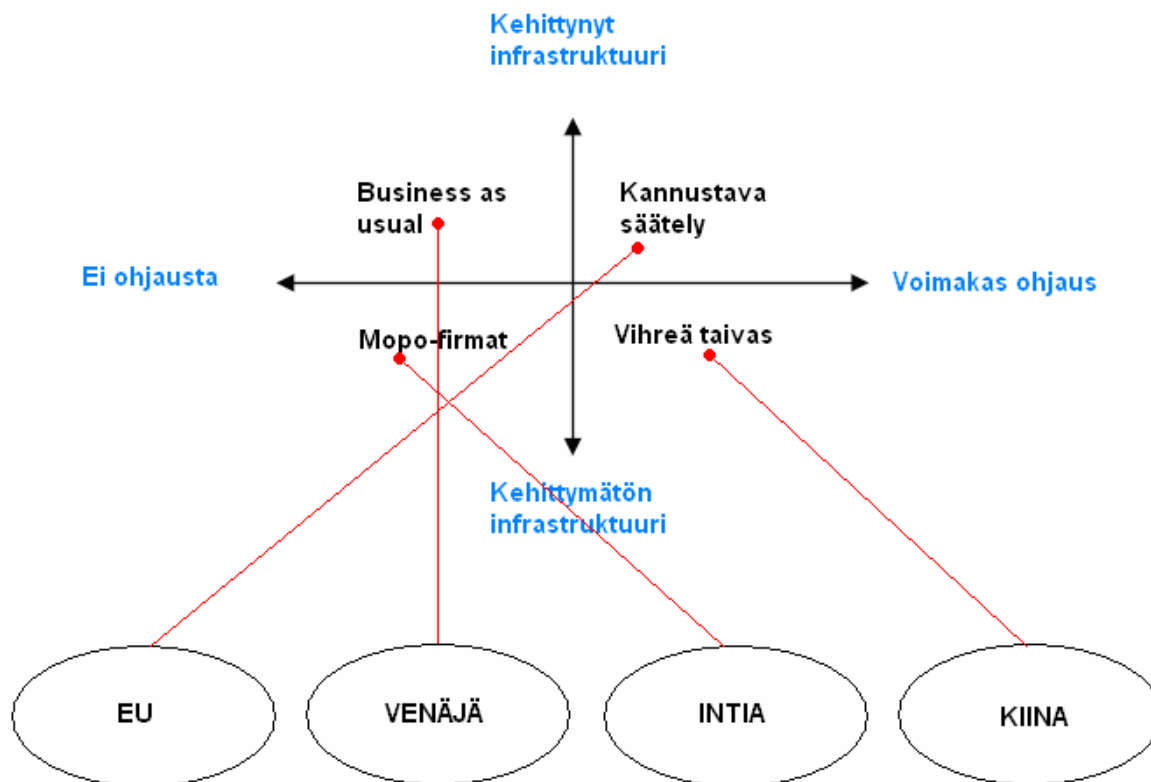 Kehittynyt
infrastruktuuri
Business as
usual
Kannustava
säätely
Ei ohjausta
Voimakas ohjaus
Mopo-firmat
Vihreä taivas
Kehittymätön
infrastruktuuri
EU
VENÄJÄ
INTIA
KIINA